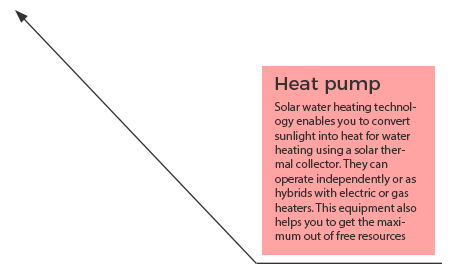 Heat pump
Solar water heating technol-
ogy enables you to convert
sunlight into heat for water
heating using a solar ther-
mal collector. They can
operate independently or as
hybrids with electric or gas
heaters. This equipment also
helps you to get the maxi-
mum out of free resources